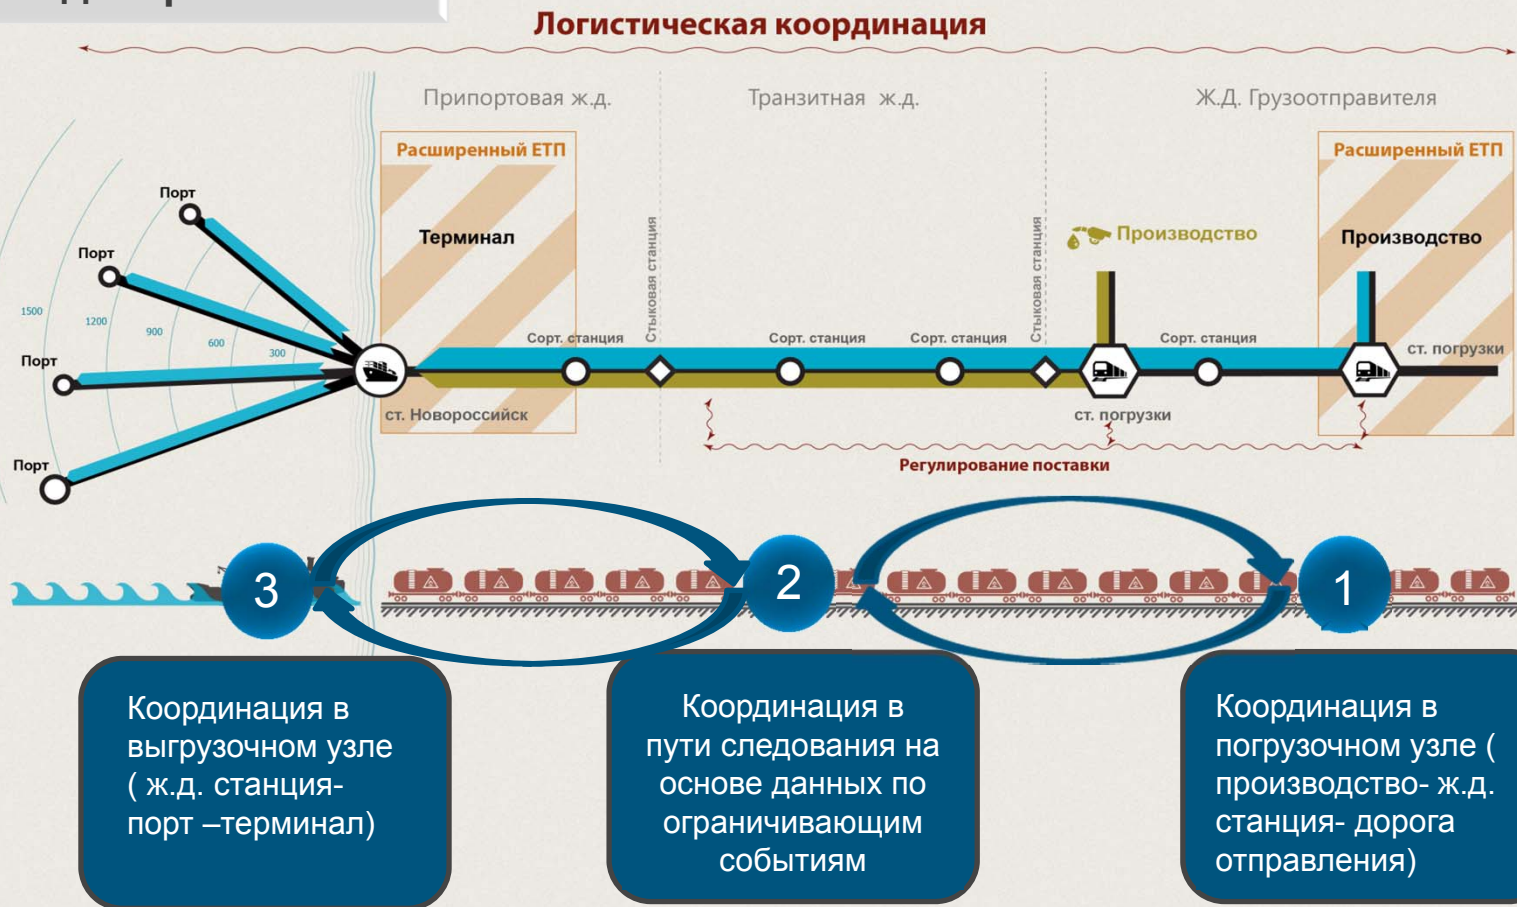 Логистическая координация
Припортовая ж.д.
Транзитная ж.д.
Ж.Д. Грузоотправителя
Расширенный ЕТП
Расширенный ЕТП
Порт
Терминал
Стыковая станция
Стыковая станция
Производство
Производство
Порт
1500
1200
900
600
300
Сорт. станция
Сорт. станция
Сорт. станция
Сорт. станция
ст. погрузки
Порт
ст. Новороссийск
ст. погрузки
Порт
Регулирование поставки
3
2
1
Координация в
выгрузочном узле
( ж.д. станция-
порт –терминал)
Координация в
пути следования на
основе данных по
ограничивающим
событиям
Координация в
погрузочном узле (
производство- ж.д.
станция- дорога
отправления)